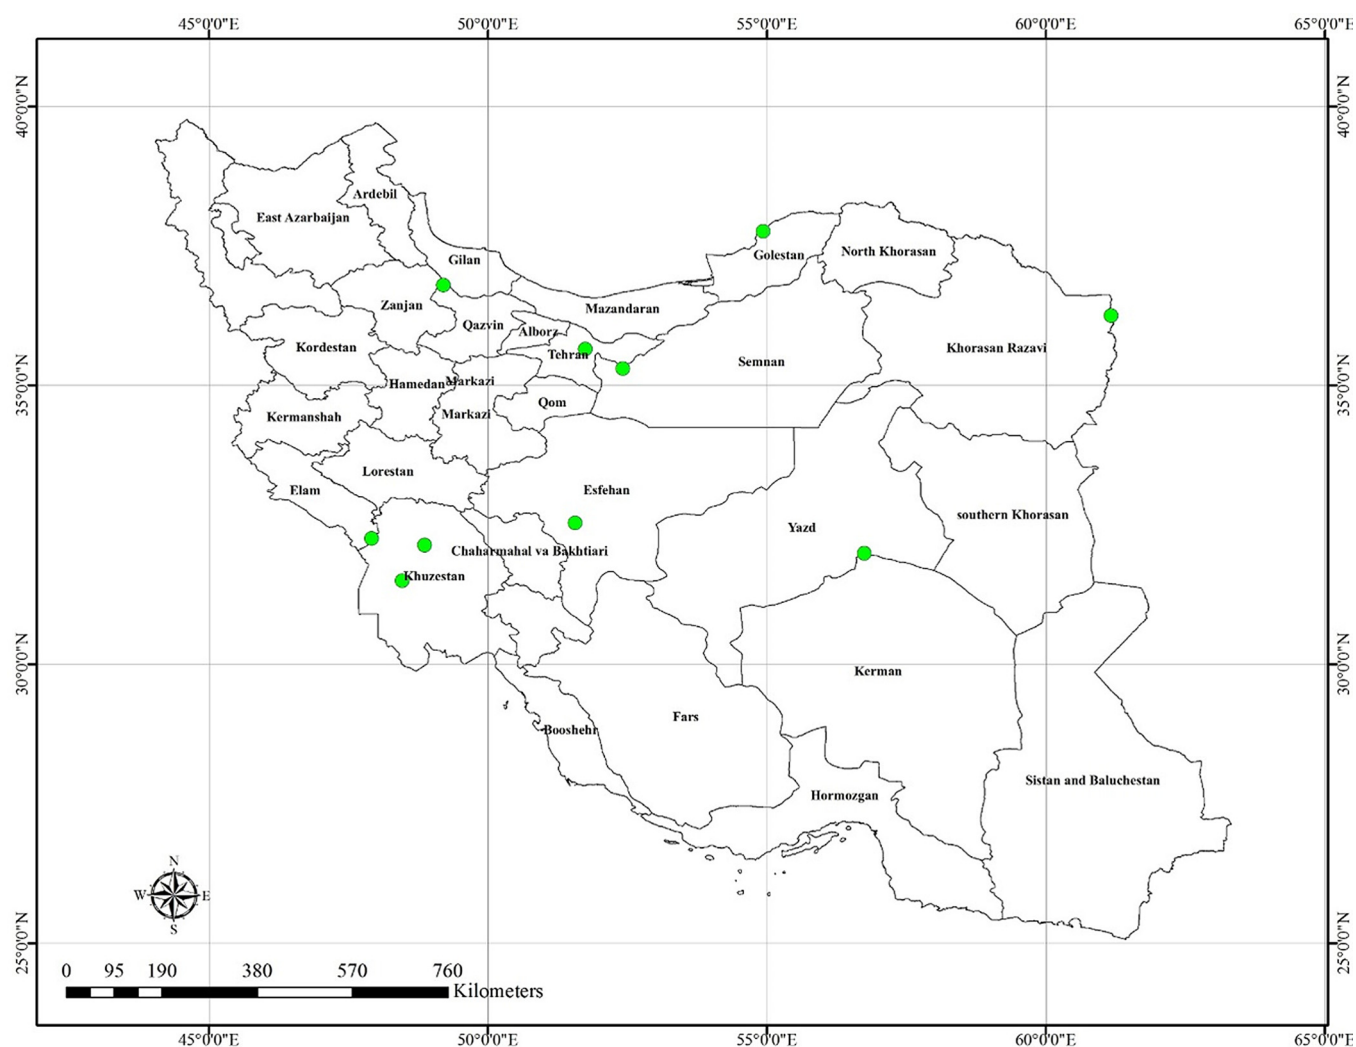 45°0'0"E 50°0'0"E 55°0'0"E 60°0'0"E 65°0'0"E
40°0'0"N 40°0'0"N
Ardebil
East Azarbaijan
Golestan North Khorasan
Gilan
Zanjan Mazandaran
Qazvin Alborz
Kordestan Tehran Semnan Khorasan Razavi
35°0'0"N 35°0'0"N
Hamedan Markazi
Qom
Kermanshah Markazi
Lorestan
Elam Esfehan
southern Khorasan
Yazd
Chaharmahal va Bakhtiari
Khuzestan
30°0'0"N 30°0'0"N
Kerman
Fars
Booshehr
Sistan and Baluchestan
Hormozgan
N
W E
S
25°0'0"N 25°0'0"N
0 95 190 380 570 760
Kilometers
45°0'0"E 50°0'0"E 55°0'0"E 60°0'0"E 65°0'0"E